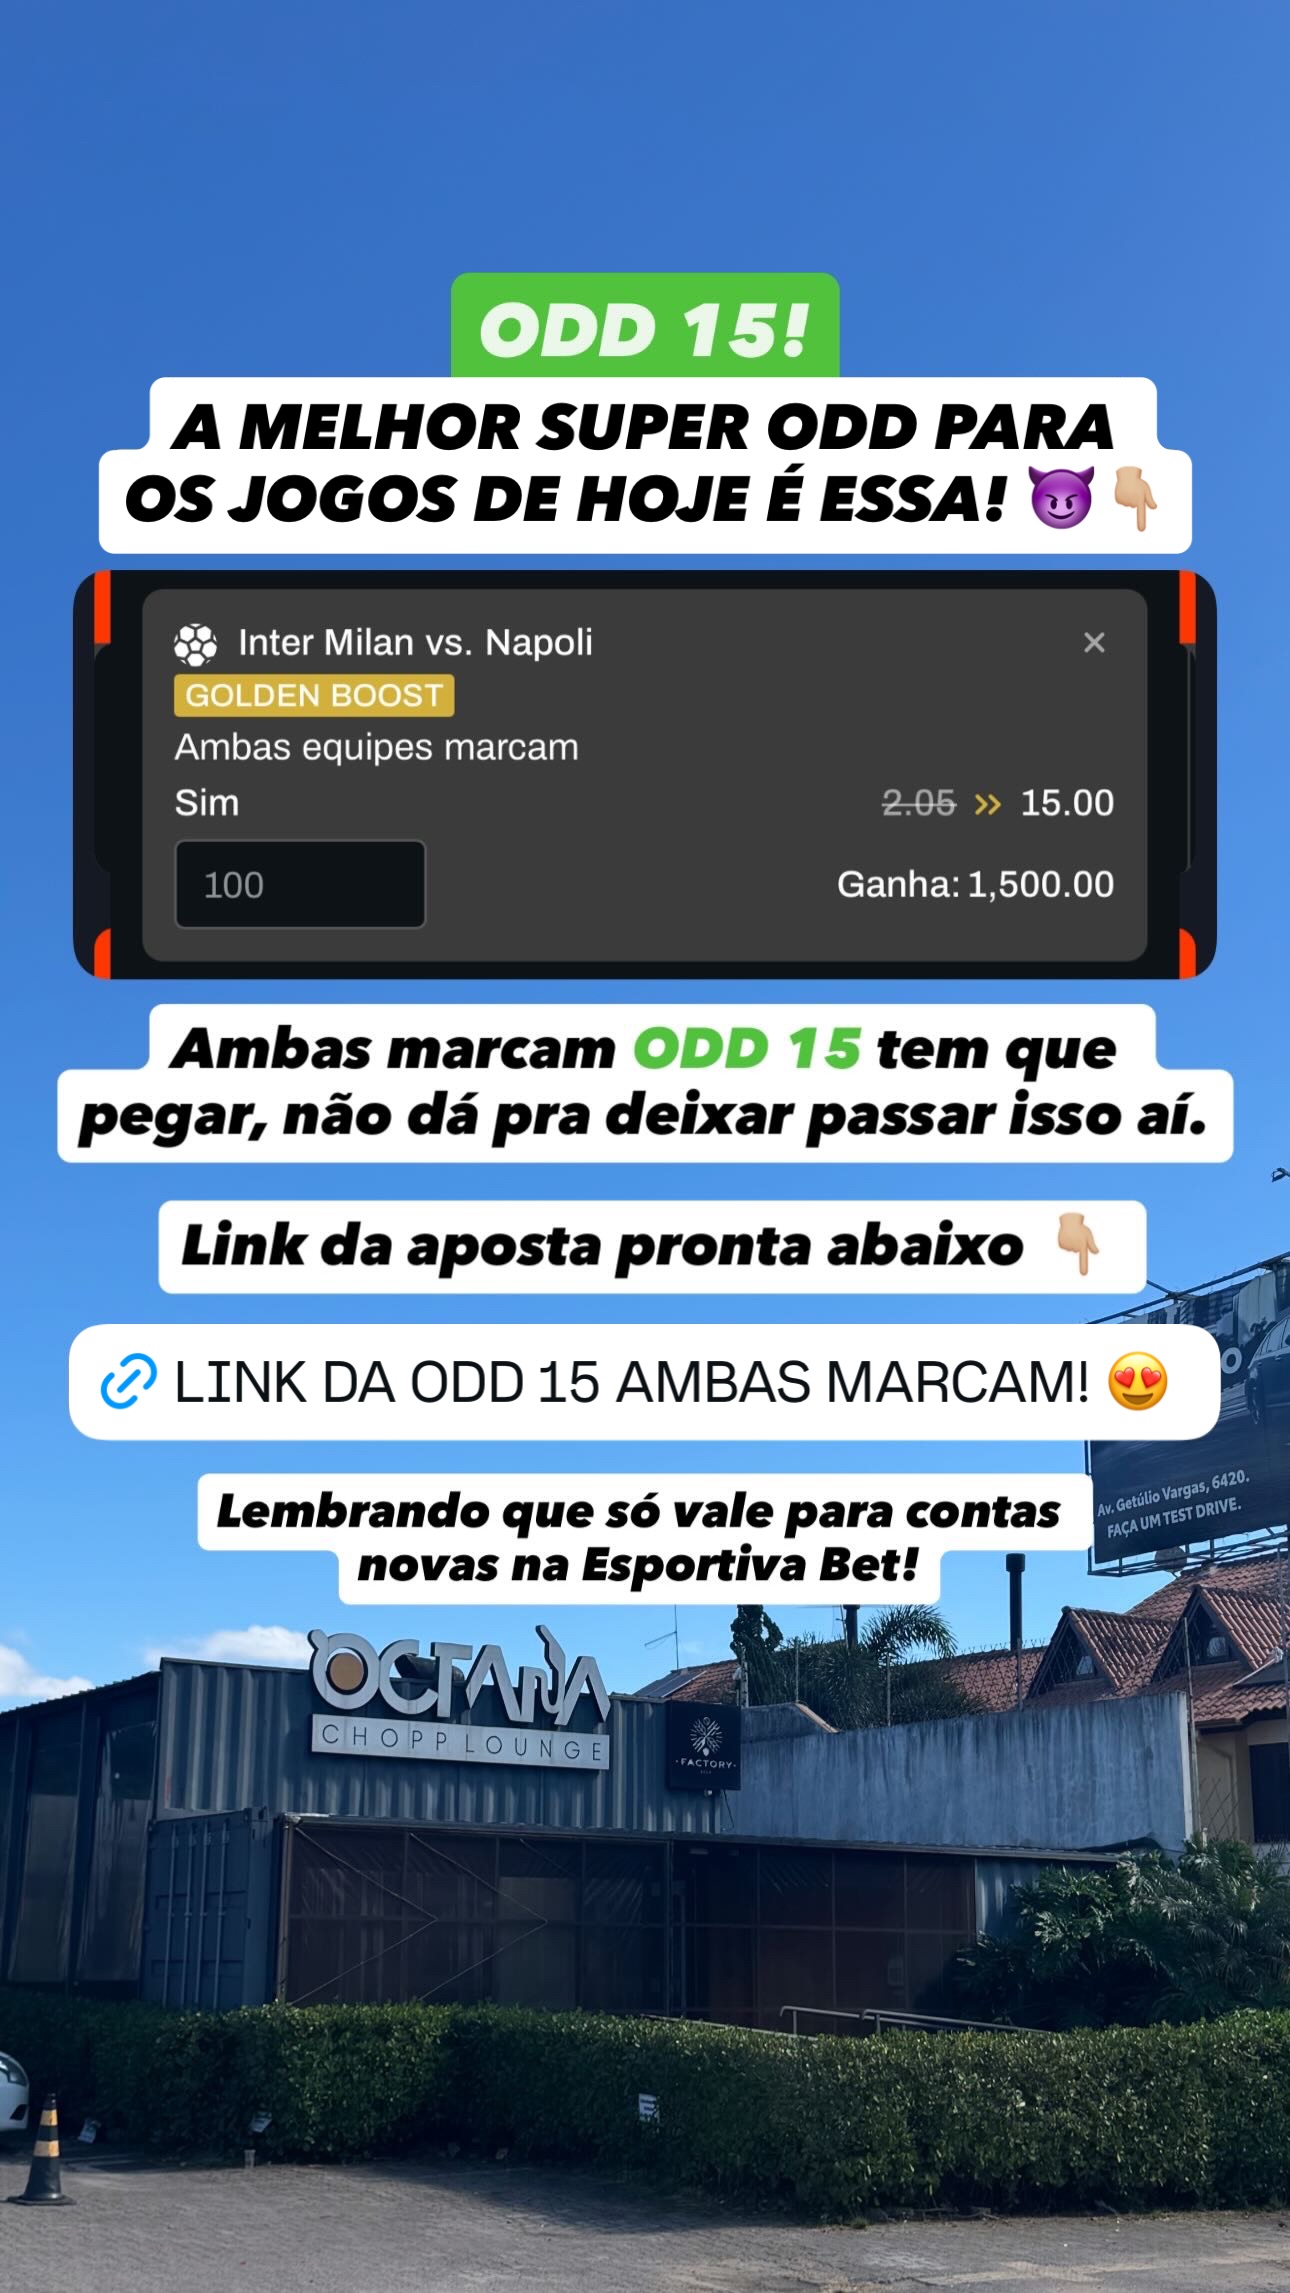 ODD 15!
A MELHOR SUPER ODD PARA
OS JOGOS DE HOJE É ESSA! 😈👇🏼
Inter Milan vs. Napoli
GOLDEN BOOST
Ambas equipes marcam
Sim 2.05 » 15.00
100 Ganha: 1,500.00
Ambas marcam ODD 15 tem que
pegar, não dá pra deixar passar isso aí.
Link da aposta pronta abaixo 👇🏼
LINK DA ODD 15 AMBAS MARCAM! 😍
Av. Getúlio Vargas, 6420.
FAÇA UM TEST DRIVE.
Lembrando que só vale para contas
novas na Esportiva Bet!
OCTANA
CHOPP LOUNGE
FACTORY